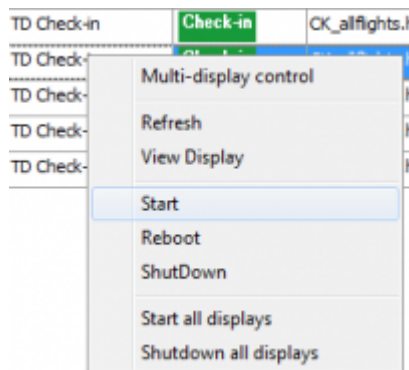 TD Check-in Check-in CK_allflights.
TD Check-
Multi-display control
TD Check-
Refresh
TD Check-
View Display
TD Check-
Start
Reboot
ShutDown
Start all displays
Shutdown all displays